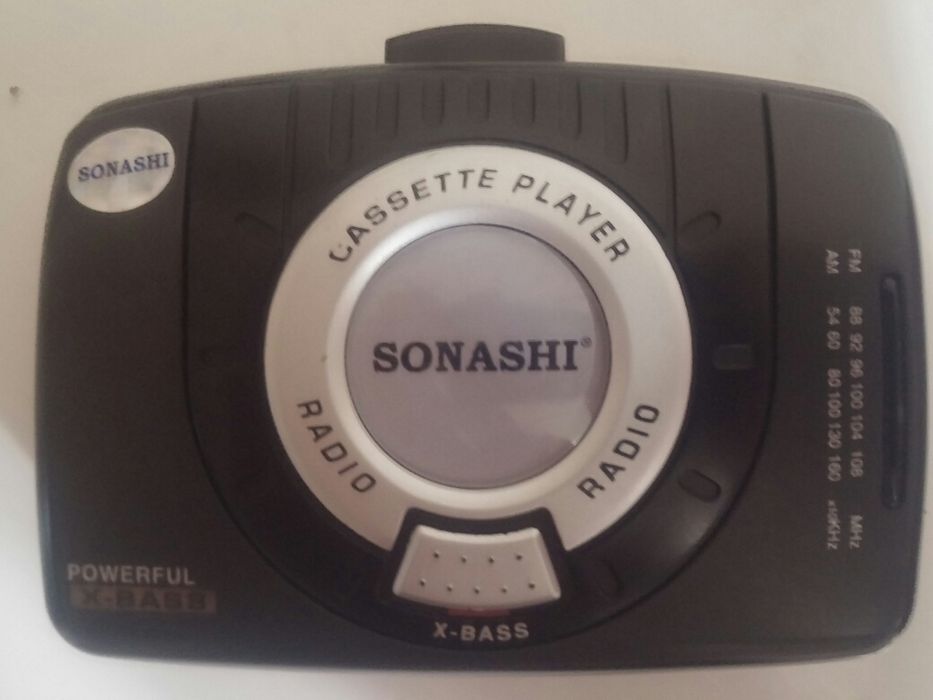 SONASHI
CASSETTE PLAYER
SONASHI®
RADIO
RADIO
FM 88 92 96 100 104 108 MHz
AM 54 60 80 100 130 160 x10KHz
POWERFUL
X-BASS
X-BASS